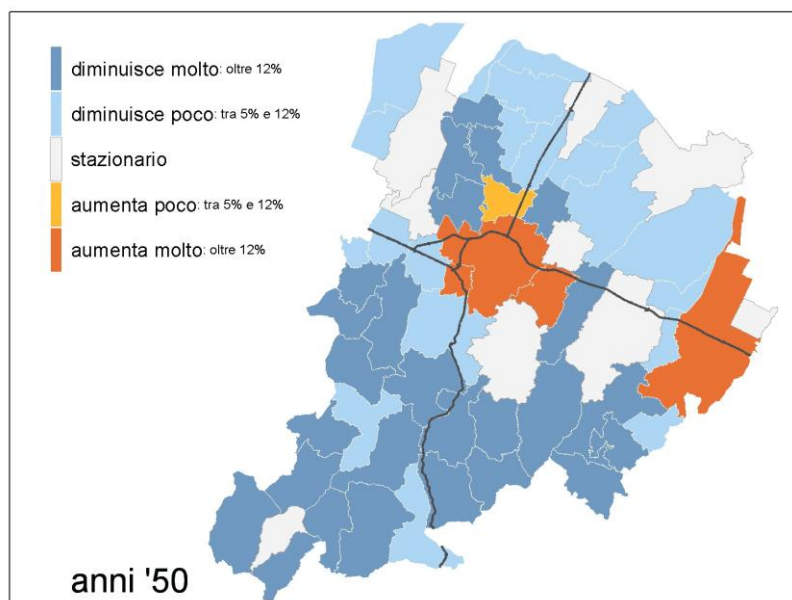 diminuisce molto: oltre 12%
diminuisce poco: tra 5% e 12%
stazionario
aumenta poco: tra 5% e 12%
aumenta molto: oltre 12%
anni '50